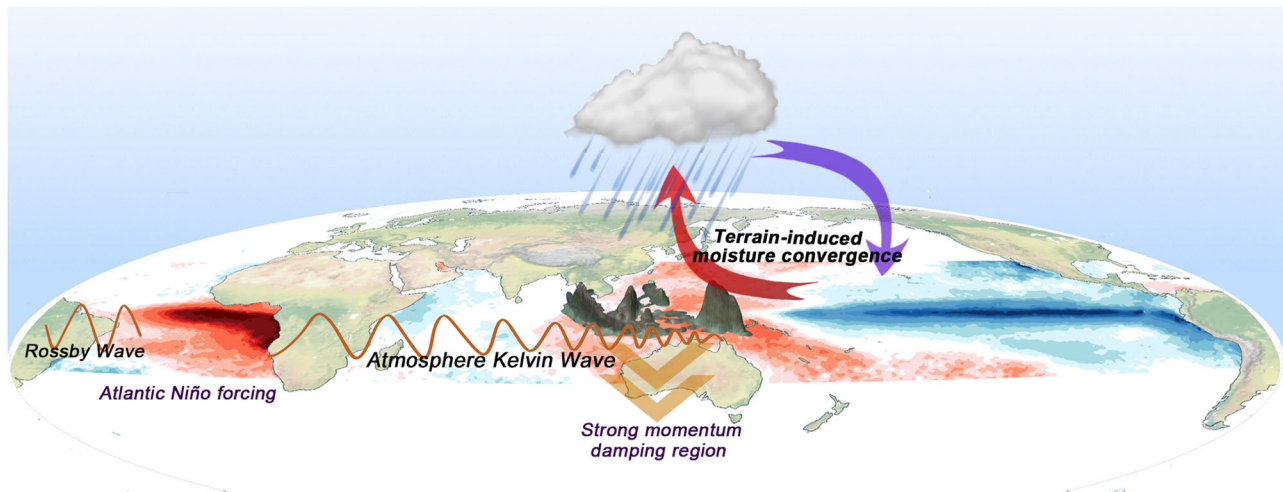 Terrain-induced
moisture convergence
Rossby Wave
Atmosphere Kelvin Wave
Atlantic Niño forcing
Strong momentum
damping region